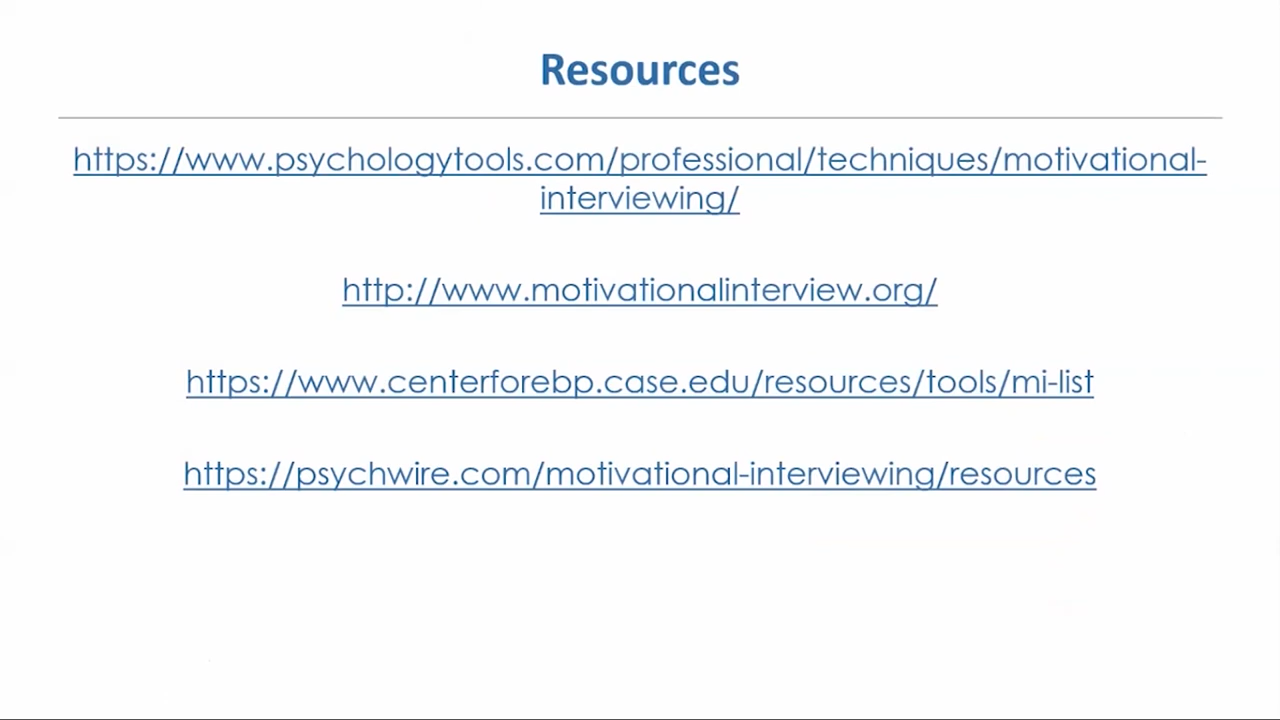 Resources
https://www.psychologytools.com/professional/techniques/motivational-
interviewing/
http://www.motivationalinterview.org/
https://www.centerforebp.case.edu/resources/tools/mi-list
https://psychwire.com/motivational-interviewing/resources